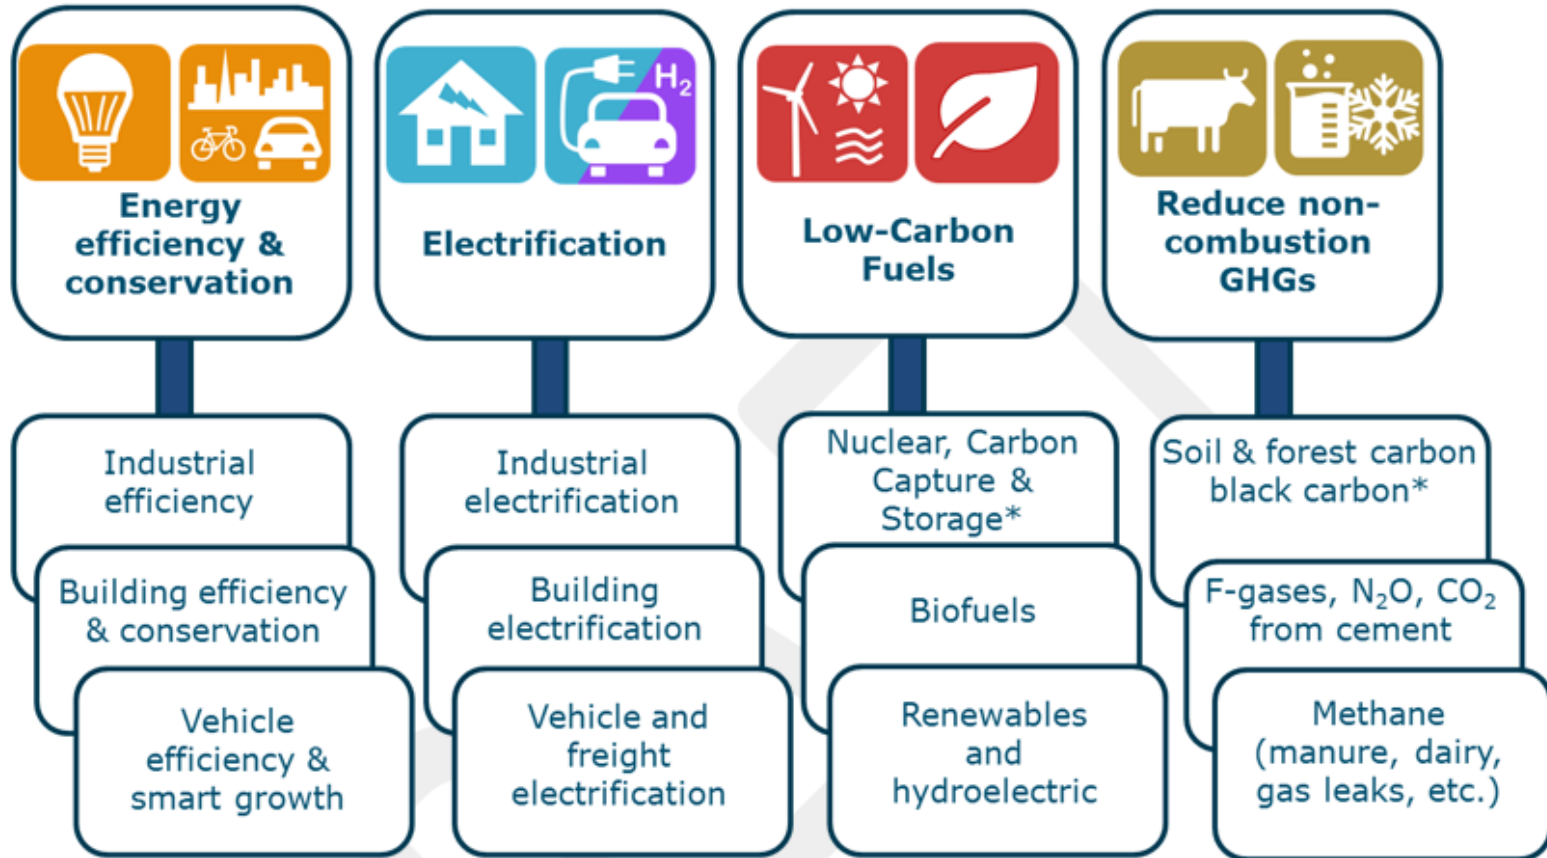 H₂
Energy
efficiency &
conservation
Electrification
Low-Carbon
Fuels
Reduce non-
combustion
GHGs
Industrial
efficiency
Building efficiency
& conservation
Vehicle
efficiency &
smart growth
Industrial
electrification
Building
electrification
Vehicle and
freight
electrification
Nuclear, Carbon
Capture &
Storage*
Biofuels
Renewables
and
hydroelectric
Soil & forest carbon
black carbon*
F-gases, N₂O, CO₂
from cement
Methane
(manure, dairy,
gas leaks, etc.)